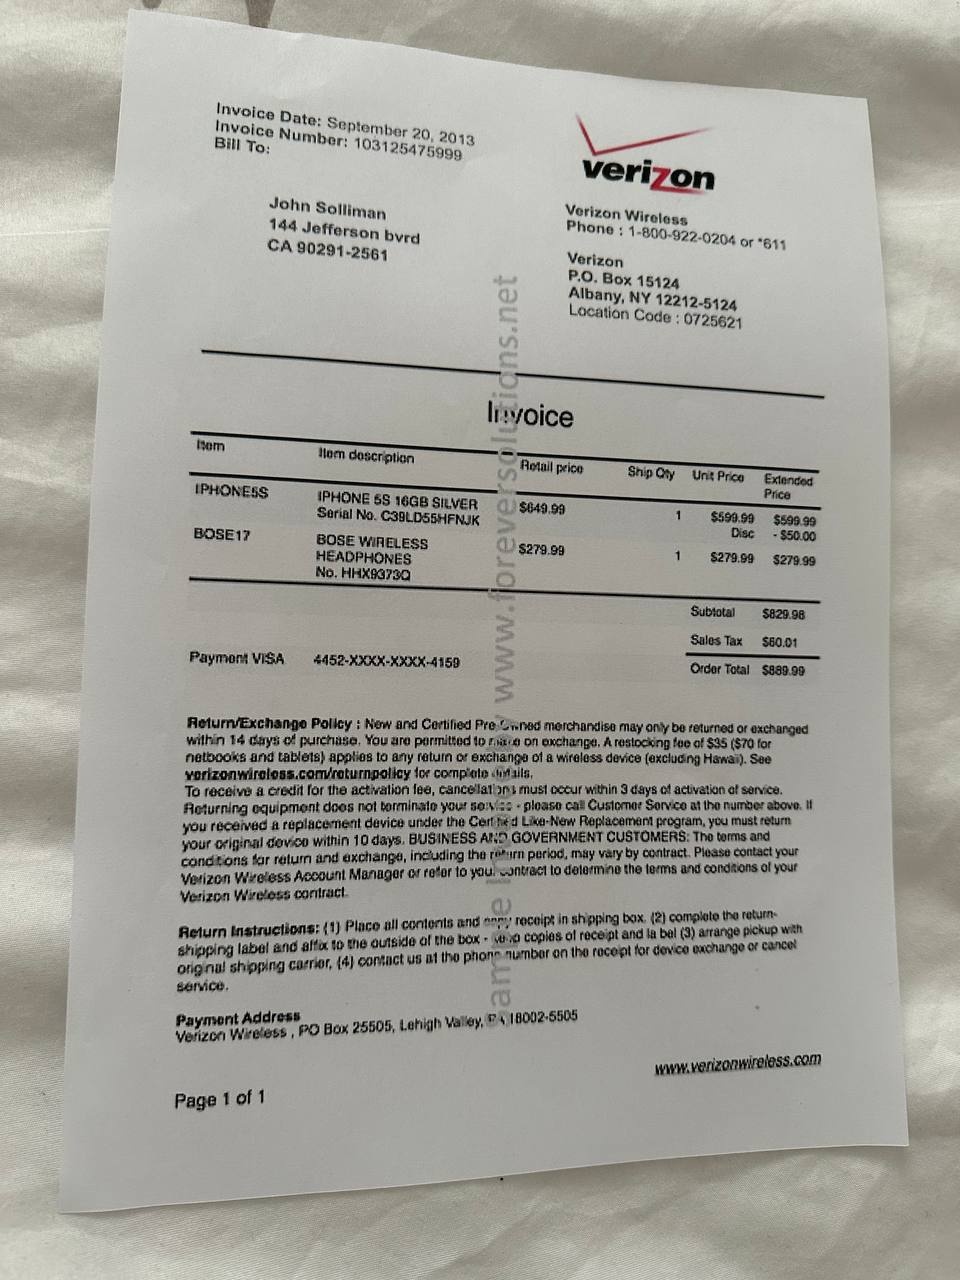 Invoice Date: September 20, 2013
Invoice Number: 103125475999
Bill To:
John Solliman
144 Jefferson bvrd
CA 90291-2561
verizon
Verizon Wireless
Phone : 1-800-922-0204 or *611
Verizon
P.O. Box 15124
Albany, NY 12212-5124
Location Code : 0725621
Invoice
Item Item description Retail price Ship Qty Unit Price Extended
Price
IPHONE5S IPHONE 5S 16GB SILVER $649.99 1 $599.99 $599.99
Serial No. C39LD55HFNJK Disc - $50.00
BOSE17 BOSE WIRELESS $279.99 1 $279.99 $279.99
HEADPHONES
No. HHX9373Q
Subtotal $829.98
Sales Tax $60.01
Payment VISA 4452-XXXX-XXXX-4159
Order Total $889.99
Return/Exchange Policy : New and Certified Pre Owned merchandise may only be returned or exchanged
within 14 days of purchase. You are permitted to make on exchange. A restocking fee of $35 ($70 for
netbooks and tablets) applies to any return or exchange of a wireless device (excluding Hawaii). See
verizonwireless.com/returnpolicy for complete details.
To receive a credit for the activation fee, cancellations must occur within 3 days of activation of service.
Returning equipment does not terminate your service - please call Customer Service at the number above. If
you received a replacement device under the Certified Like-New Replacement program, you must return
your original device within 10 days. BUSINESS AND GOVERNMENT CUSTOMERS: The terms and
conditions for return and exchange, including the return period, may vary by contract. Please contact your
Verizon Wireless Account Manager or refer to your contract to determine the terms and conditions of your
Verizon Wireless contract.
Return Instructions: (1) Place all contents and copy receipt in shipping box. (2) complete the return-
shipping label and affix to the outside of the box - keep copies of receipt and la bel (3) arrange pickup with
original shipping carrier, (4) contact us at the phone number on the receipt for device exchange or cancel
service.
Payment Address
Verizon Wireless , PO Box 25505, Lehigh Valley, PA 18002-5505
www.verizonwireless.com
Page 1 of 1
www.foreversolutions.net